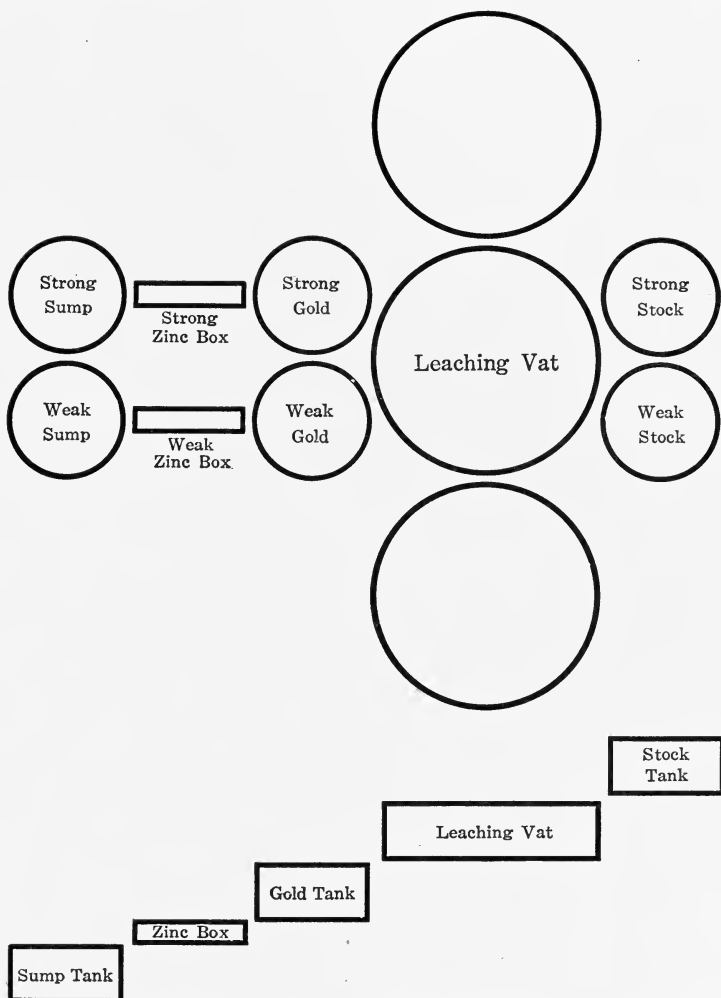 Strong
Sump
Strong
Zinc Box
Strong
Gold
Leaching Vat
Strong
Stock
Weak
Sump
Weak
Zinc Box
Weak
Gold
Weak
Stock
Stock
Tank
Leaching Vat
Gold Tank
Zinc Box
Sump Tank